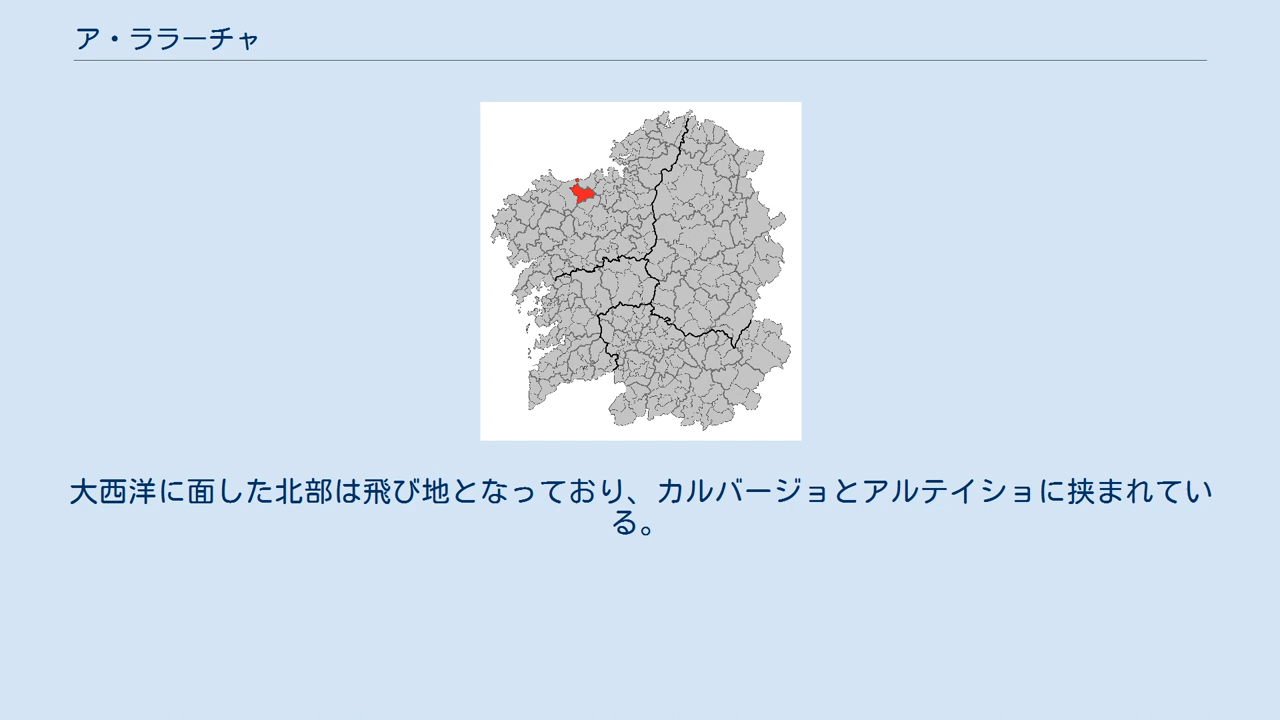 ア・ララーチャ
大西洋に面した北部は飛び地となっており、カルバージョとアルテイショに挟まれてい
る。